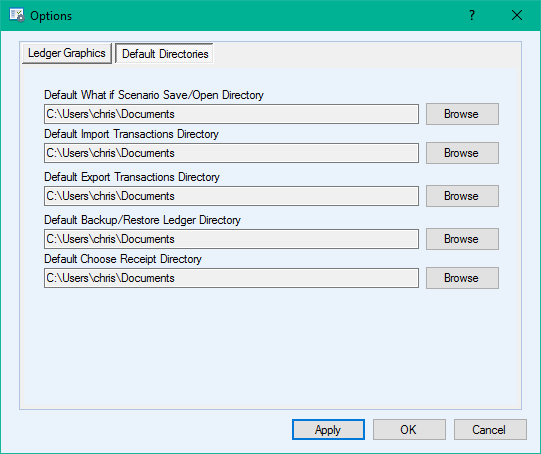 Options
?
Ledger Graphics
Default Directories
Default What if Scenario Save/Open Directory
C:\Users\chris\Documents
Browse
Default Import Transactions Directory
C:\Users\chris\Documents
Browse
Default Export Transactions Directory
C:\Users\chris\Documents
Browse
Default Backup/Restore Ledger Directory
C:\Users\chris\Documents
Browse
Default Choose Receipt Directory
C:\Users\chris\Documents
Browse
Apply
OK
Cancel